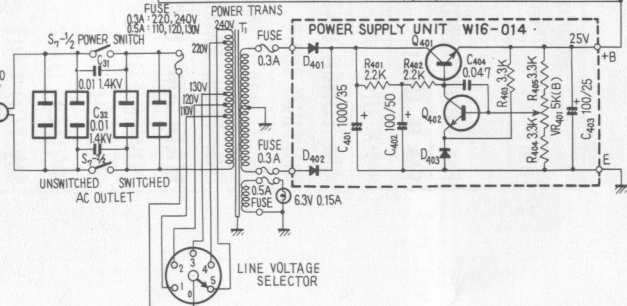 FUSE
0.3A : 220, 240V
0.5A : 110, 120, 130V
S7-1/2 POWER SWITCH
C31
0.01 1.4KV
C32
0.01
1.4KV
S7-1/2
UNSWITCHED SWITCHED
AC OUTLET
POWER TRANS
240V
T1
220V
130V
120V
110V
FUSE
0.3A
FUSE
0.3A
0.5A
FUSE
6.3V 0.15A
LINE VOLTAGE
SELECTOR
1
2
3
4
5
0
POWER SUPPLY UNIT W16-014
D401
D402
C401 1000/35
R401
2.2K
R402
2.2K
C402 100/50
Q401
C404
0.047
Q402
D403
R403 3.3K
R405 3.3K
R404 3.3K
VR401 5K(B)
C403 100/25
25V
+B
E